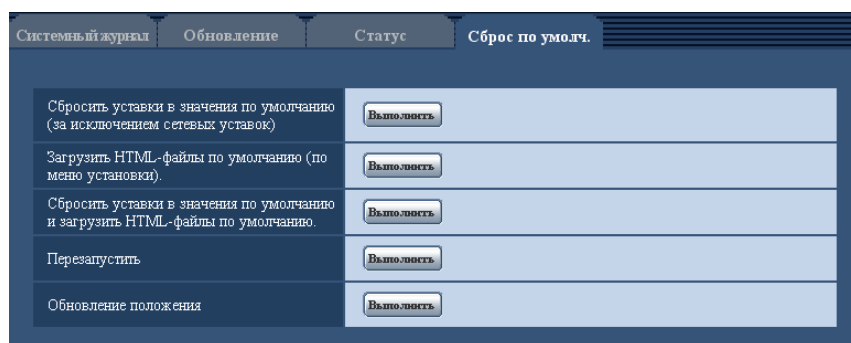 Системный журнал
Обновление
Статус
Сброс по умолч.
Сбросить уставки в значения по умолчанию
(за исключением сетевых уставок)
Выполнить
Загрузить HTML-файлы по умолчанию (по
меню установки).
Выполнить
Сбросить уставки в значения по умолчанию
и загрузить HTML-файлы по умолчанию.
Выполнить
Перезапустить
Выполнить
Обновление положения
Выполнить